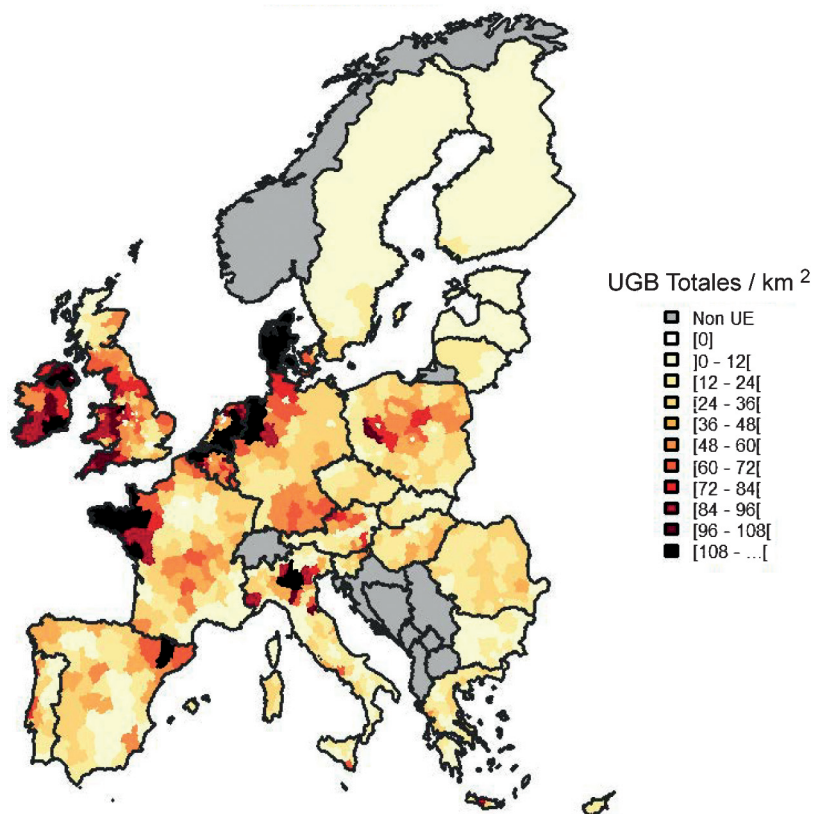 UGB Totales / km 2
Non UE
[0]
]0 - 12[
[12 - 24[
[24 - 36[
[36 - 48[
[48 - 60[
[60 - 72[
[72 - 84[
[84 - 96[
[96 - 108[
[108 - ...[